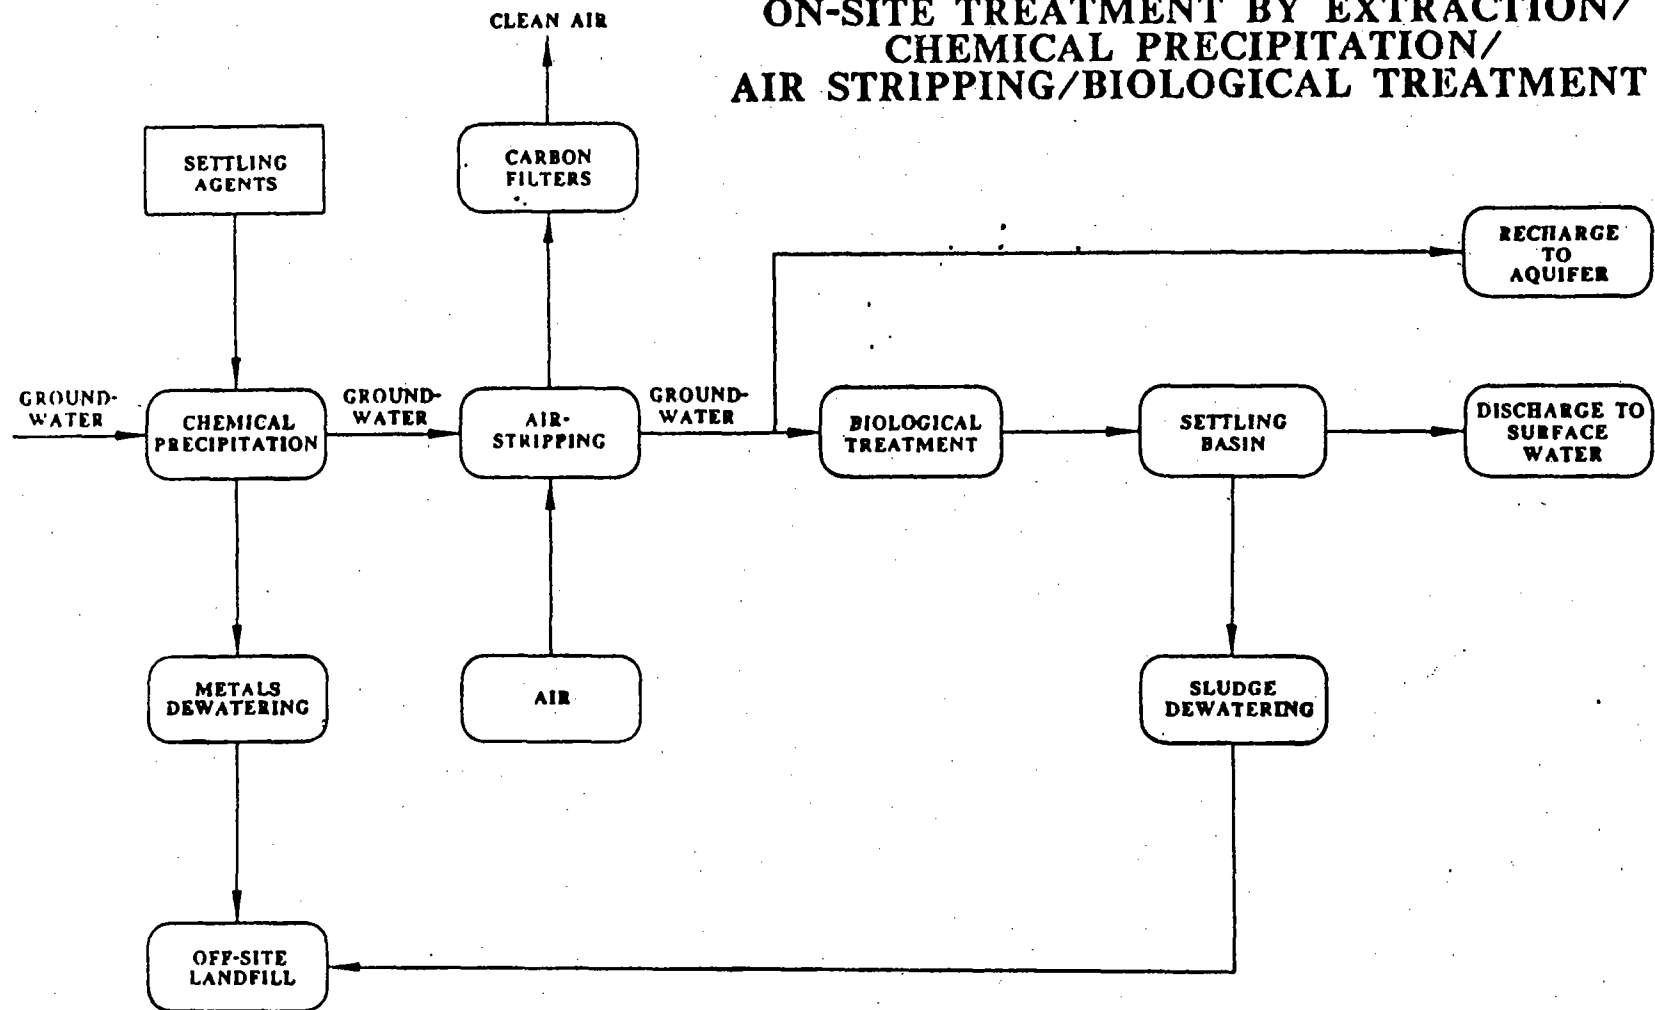 ON-SITE TREATMENT BY EXTRACTION/
CHEMICAL PRECIPITATION/
AIR STRIPPING/BIOLOGICAL TREATMENT
CLEAN AIR
SETTLING
AGENTS
CARBON
FILTERS
RECHARGE
TO
AQUIFER
GROUND-
WATER
CHEMICAL
PRECIPITATION
GROUND-
WATER
AIR-
STRIPPING
GROUND-
WATER
BIOLOGICAL
TREATMENT
SETTLING
BASIN
DISCHARGE TO
SURFACE
WATER
METALS
DEWATERING
AIR
SLUDGE
DEWATERING
OFF-SITE
LANDFILL